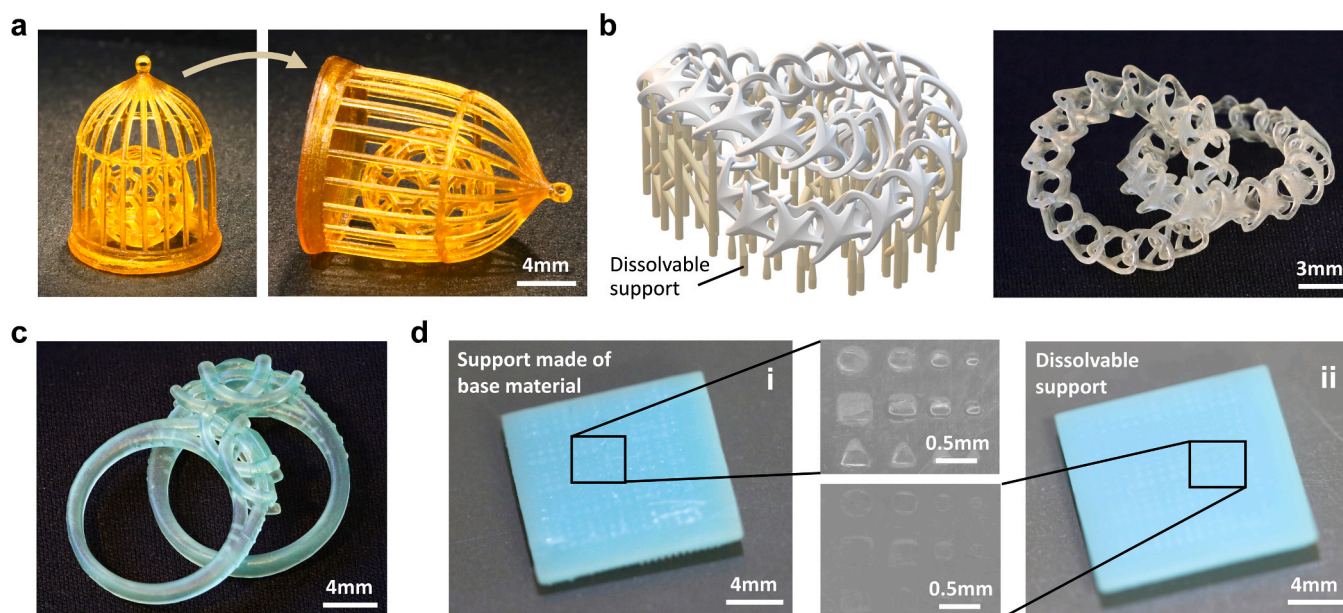 a
4mm
b
Dissolvable
support
3mm
c
4mm
d
Support made of
base material
i
4mm
0.5mm
0.5mm
Dissolvable
support
ii
4mm